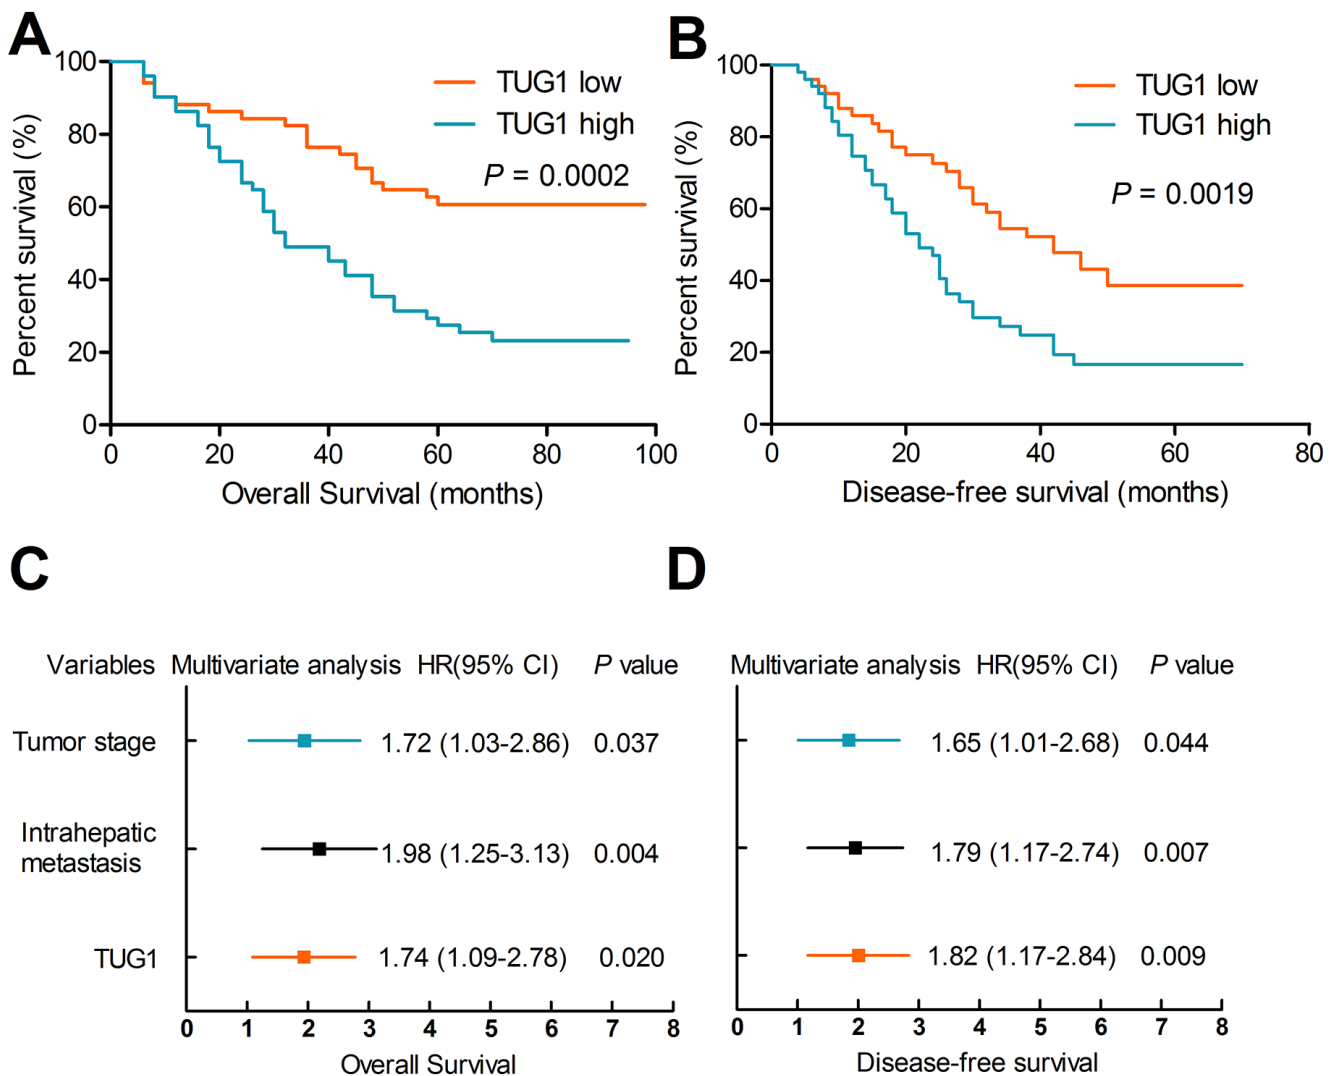 A
100
80
60
40
20
0
Percent survival (%)
TUG1 low
TUG1 high
P = 0.0002
0 20 40 60 80 100
Overall Survival (months)
B
100
80
60
40
20
0
Percent survival (%)
TUG1 low
TUG1 high
P = 0.0019
0 20 40 60 80
Disease-free survival (months)
C
Variables Multivariate analysis HR(95% CI) P value
Tumor stage 1.72 (1.03-2.86) 0.037
Intrahepatic
metastasis 1.98 (1.25-3.13) 0.004
TUG1 1.74 (1.09-2.78) 0.020
0 1 2 3 4 5 6 7 8
Overall Survival
D
Multivariate analysis HR(95% CI) P value
1.65 (1.01-2.68) 0.044
1.79 (1.17-2.74) 0.007
1.82 (1.17-2.84) 0.009
0 1 2 3 4 5 6 7 8
Disease-free survival